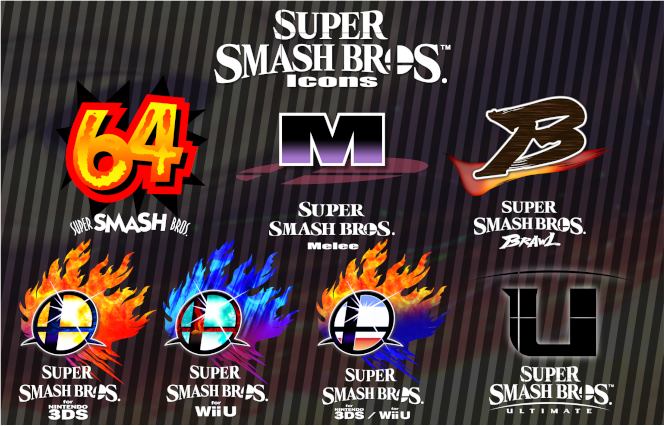 SUPER
SMASH BROS.™
Icons
64
SUPER SMASH BROS.
M
SUPER
SMASH BROS.
Melee
B
SUPER
SMASH BROS.
BRAWL
SUPER
SMASH BROS.
for
NINTENDO
3DS
SUPER
SMASH BROS.
for
Wii U
SUPER
SMASH BROS.
for NINTENDO 3DS / for Wii U
U
SUPER
SMASH BROS.™
ULTIMATE